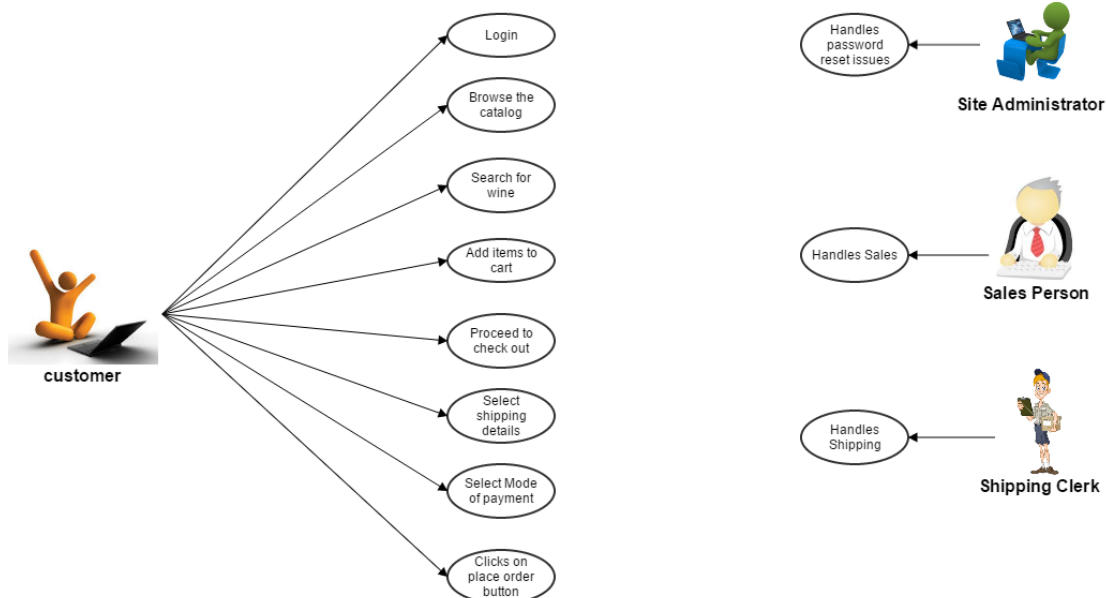 Login
Browse the
catalog
Search for
wine
Add items to
cart
Proceed to
check out
Select
shipping
details
Select Mode
of payment
Clicks on
place order
button
customer
Handles
password
reset issues
Site Administrator
Handles Sales
Sales Person
Handles
Shipping
Shipping Clerk